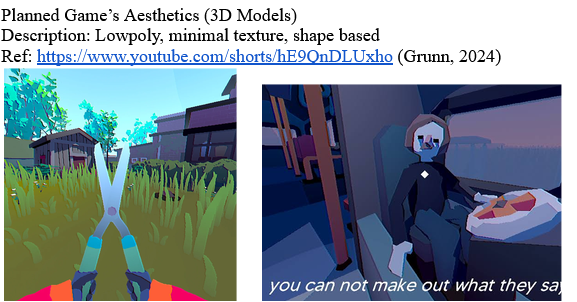 Planned Game's Aesthetics (3D Models)
Description: Lowpoly, minimal texture, shape based
Ref: https://www.youtube.com/shorts/hE9QnDLUxho (Grunn, 2024)
you can not make out what they say